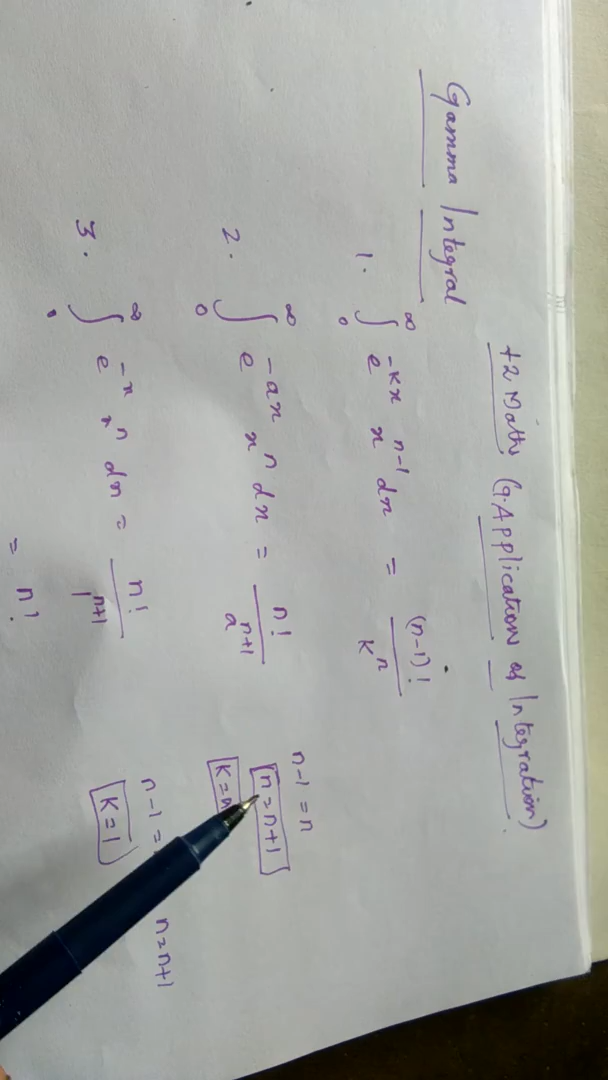 +2 Maths (9. Application of Integration)
Gamma Integral
1. ∫₀^∞ e^(-kx) x^(n-1) dx = (n-1)! / k^n
2. ∫₀^∞ e^(-ax) x^n dx = n! / a^(n+1)
n-1 = n
n = n+1
K =
3. ∫₀^∞ e^(-x) x^n dx = n! / 1^(n+1)
n-1 =
n = n+1
K = 1
= n!